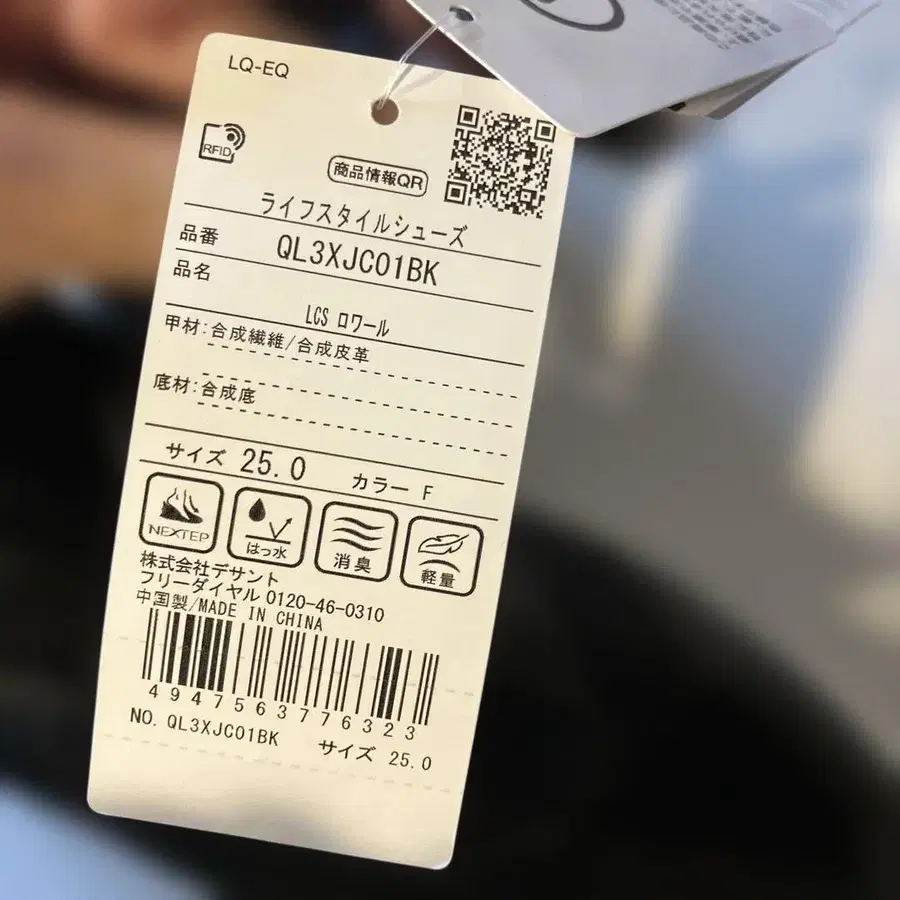 LQ-EQ
RFID
商品情報QR
ライフスタイルシューズ
品番 QL3XJC01BK
品名
LCS ロワール
甲材:合成繊維/合成皮革
底材:合成底
サイズ 25.0 カラー F
NEXTEP
はっ水
消臭
軽量
株式会社デサント
フリーダイヤル 0120-46-0310
中国製/MADE IN CHINA
4947563776323
NO. QL3XJC01BK サイズ 25.0